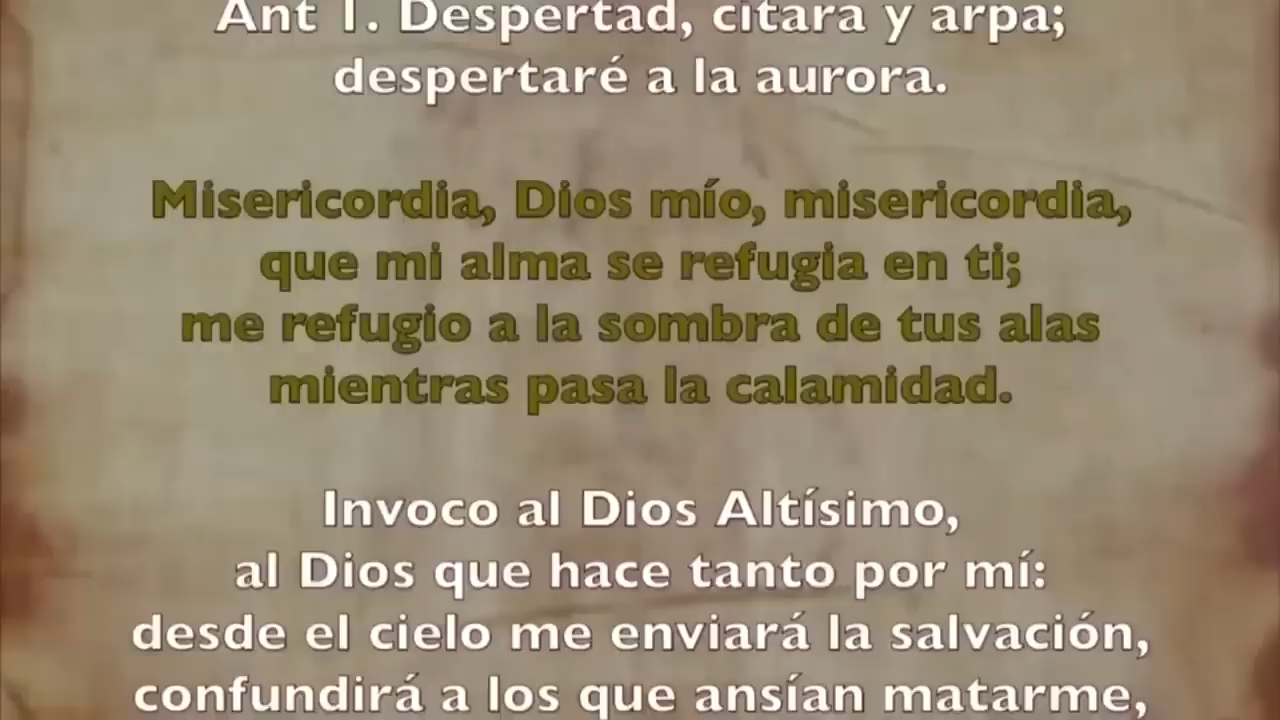 Ant 1. Despertad, cítara y arpa;
despertaré a la aurora.
Misericordia, Dios mío, misericordia,
que mi alma se refugia en ti;
me refugio a la sombra de tus alas
mientras pasa la calamidad.
Invoco al Dios Altísimo,
al Dios que hace tanto por mí:
desde el cielo me enviará la salvación,
confundirá a los que ansían matarme,